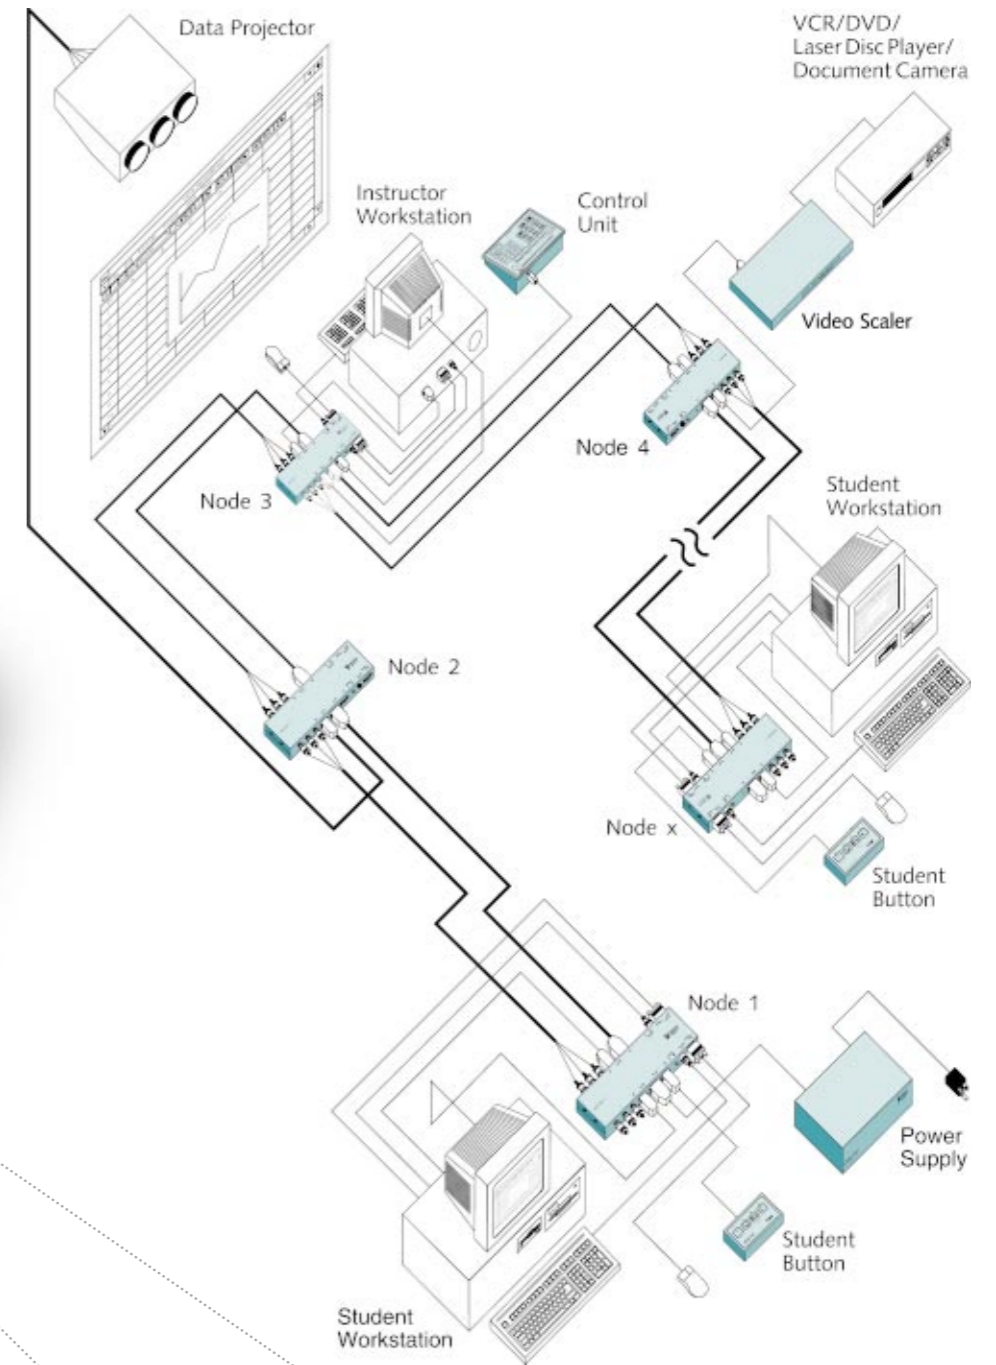 Data Projector
VCR/DVD/
Laser Disc Player/
Document Camera
Instructor
Workstation
Control
Unit
Video Scaler
Node 4
Node 3
Student
Workstation
Node 2
Node x
Student
Button
Node 1
Power
Supply
Student
Button
Student
Workstation